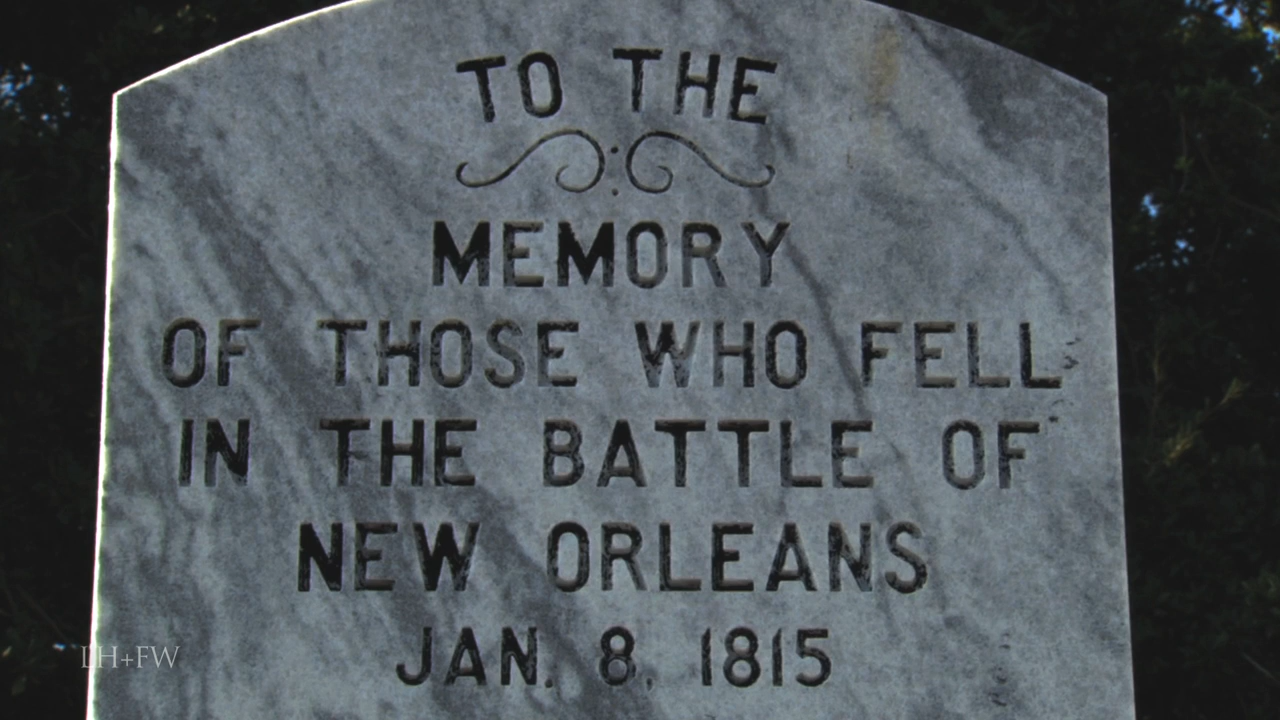 TO THE
MEMORY
OF THOSE WHO FELL
IN THE BATTLE OF
NEW ORLEANS
JAN. 8, 1815
LH+FW